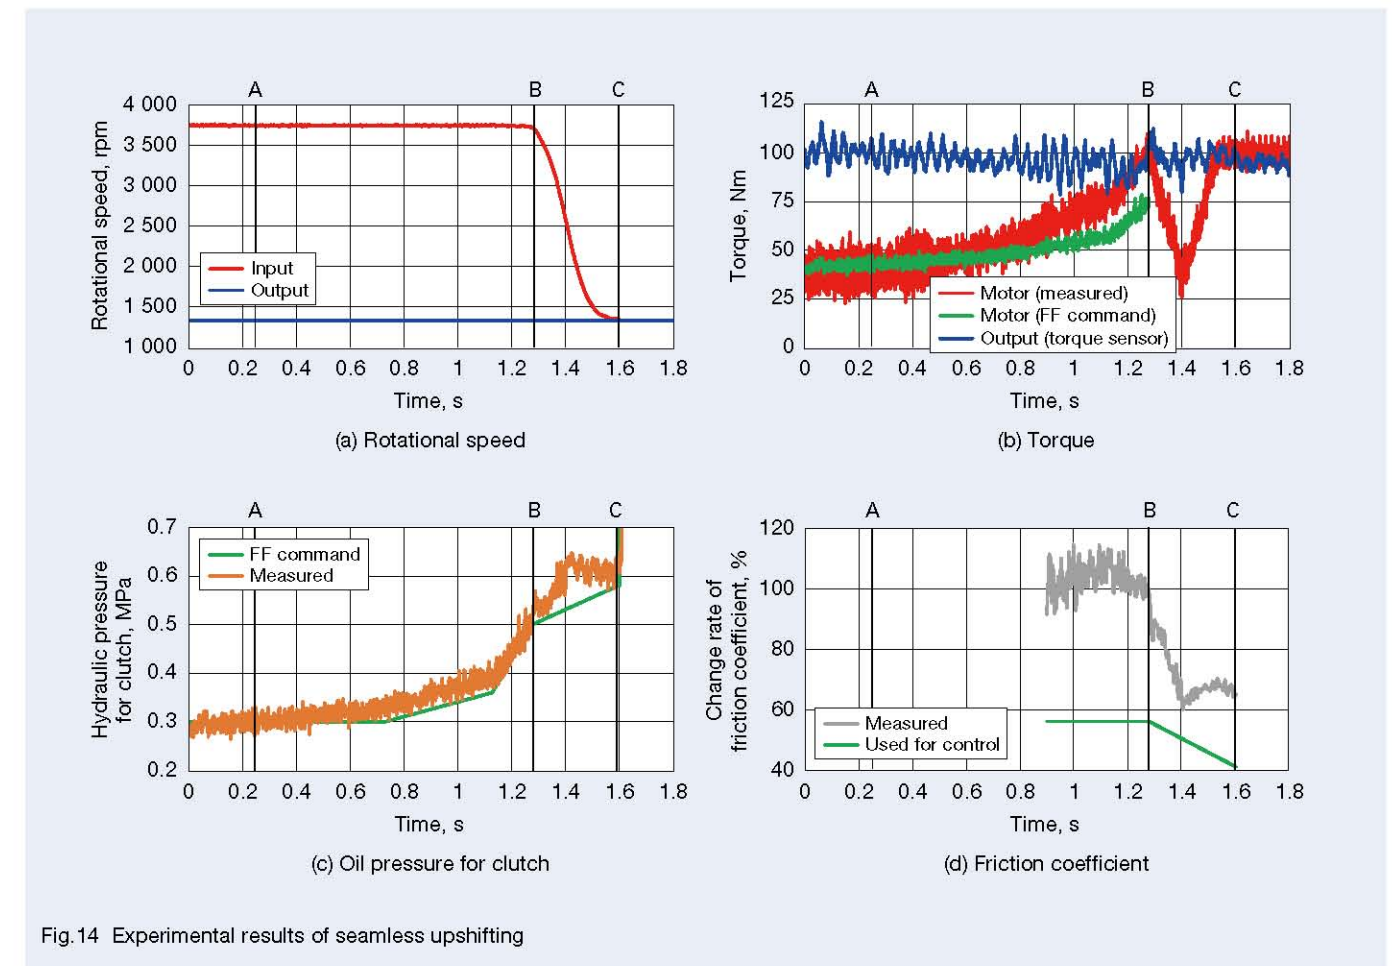 A B C
4 000
3 500
3 000
2 500
2 000
1 500
1 000
Rotational speed, rpm
Input
Output
0 0.2 0.4 0.6 0.8 1 1.2 1.4 1.6 1.8
Time, s
(a) Rotational speed
A B C
125
100
75
50
25
0
Torque, Nm
Motor (measured)
Motor (FF command)
Output (torque sensor)
0 0.2 0.4 0.6 0.8 1 1.2 1.4 1.6 1.8
Time, s
(b) Torque
A B C
0.7
0.6
0.5
0.4
0.3
0.2
Hydraulic pressure
for clutch, MPa
FF command
Measured
0 0.2 0.4 0.6 0.8 1 1.2 1.4 1.6 1.8
Time, s
(c) Oil pressure for clutch
A B C
120
100
80
60
40
Change rate of
friction coefficient, %
Measured
Used for control
0 0.2 0.4 0.6 0.8 1 1.2 1.4 1.6 1.8
Time, s
(d) Friction coefficient
Fig.14 Experimental results of seamless upshifting